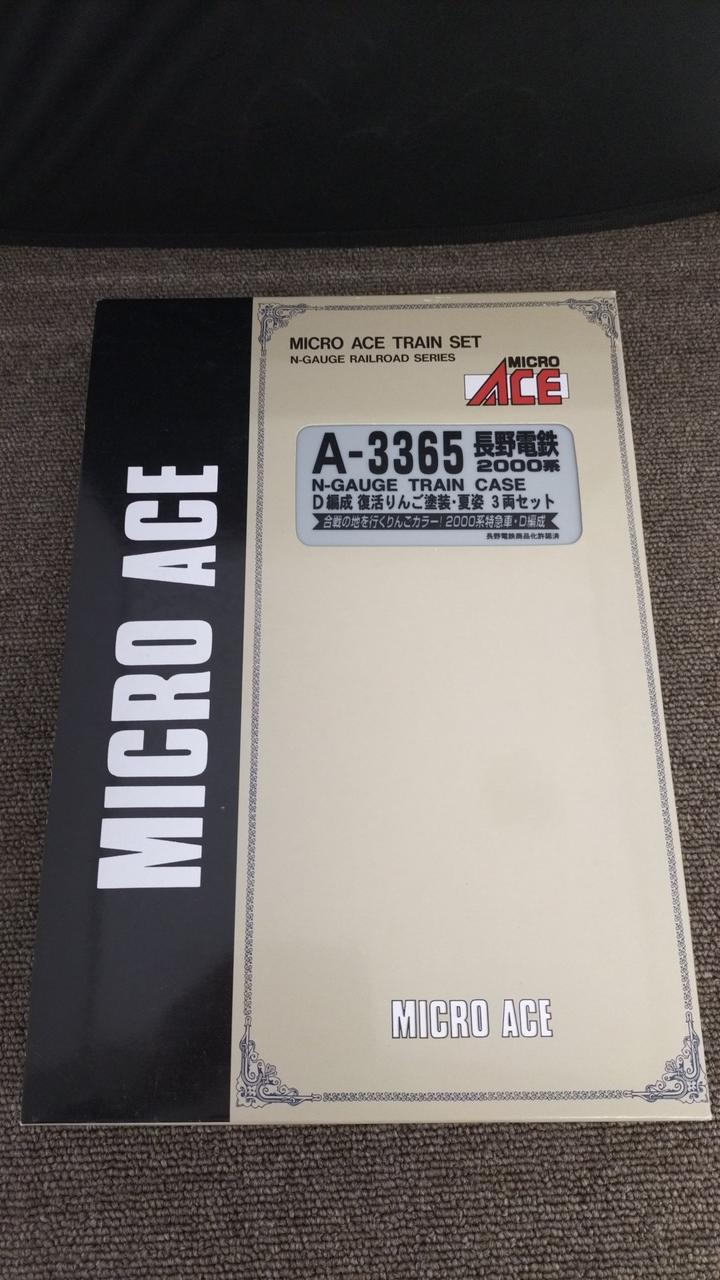 MICRO ACE
MICRO ACE TRAIN SET
N-GAUGE RAILROAD SERIES
MICRO
ACE
A-3365 長野電鉄
2000系
N-GAUGE TRAIN CASE
D編成 復活りんご塗装・夏姿 3両セット
合戦の地を行くりんごカラー! 2000系特急車・D編成
長野電鉄商品化許諾済
MICRO ACE